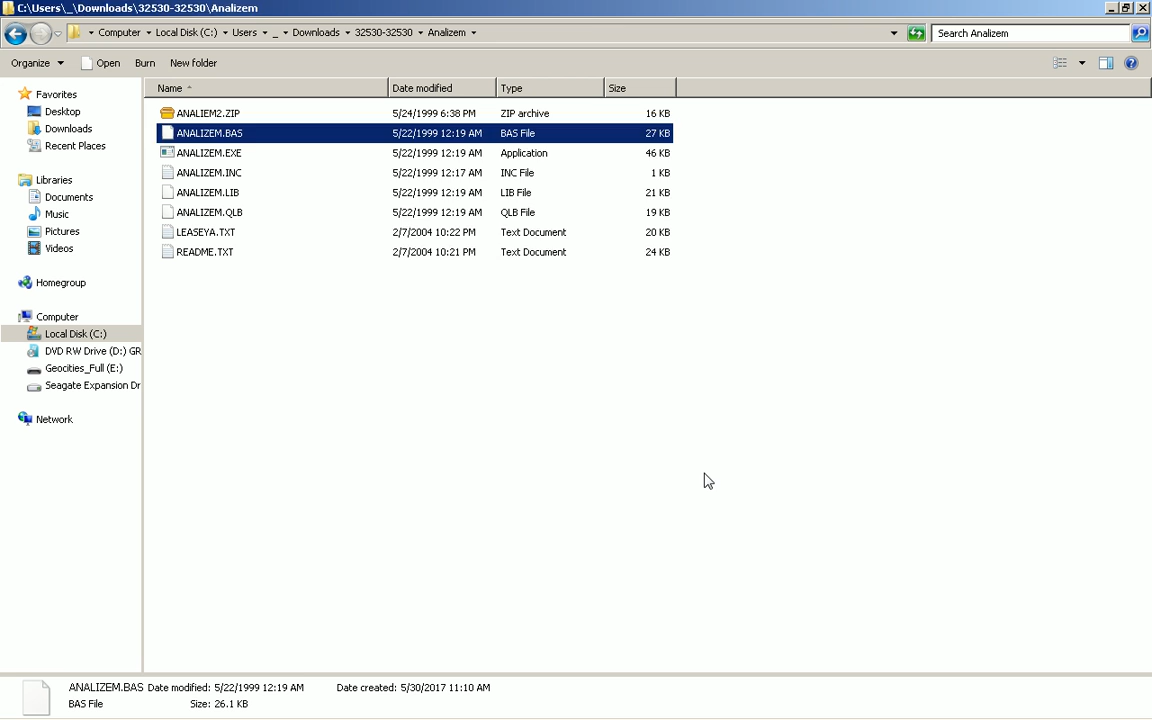 C:\Users\_\Downloads\32530-32530\Analizem
Computer Local Disk (C:) Users _ Downloads 32530-32530 Analizem Search Analizem
Organize Open Burn New folder
Name Date modified Type Size
ANALIEM2.ZIP 5/24/1999 6:38 PM ZIP archive 16 KB
ANALIZEM.BAS 5/22/1999 12:19 AM BAS File 27 KB
ANALIZEM.EXE 5/22/1999 12:19 AM Application 46 KB
ANALIZEM.INC 5/22/1999 12:17 AM INC File 1 KB
ANALIZEM.LIB 5/22/1999 12:19 AM LIB File 21 KB
ANALIZEM.QLB 5/22/1999 12:19 AM QLB File 19 KB
LEASEYA.TXT 2/7/2004 10:22 PM Text Document 20 KB
README.TXT 2/7/2004 10:21 PM Text Document 24 KB
Favorites
Desktop
Downloads
Recent Places
Libraries
Documents
Music
Pictures
Videos
Homegroup
Computer
Local Disk (C:)
DVD RW Drive (D:) GR
Geocities_Full (E:)
Seagate Expansion Dr
Network
ANALIZEM.BAS Date modified: 5/22/1999 12:19 AM Date created: 5/30/2017 11:10 AM
BAS File Size: 26.1 KB